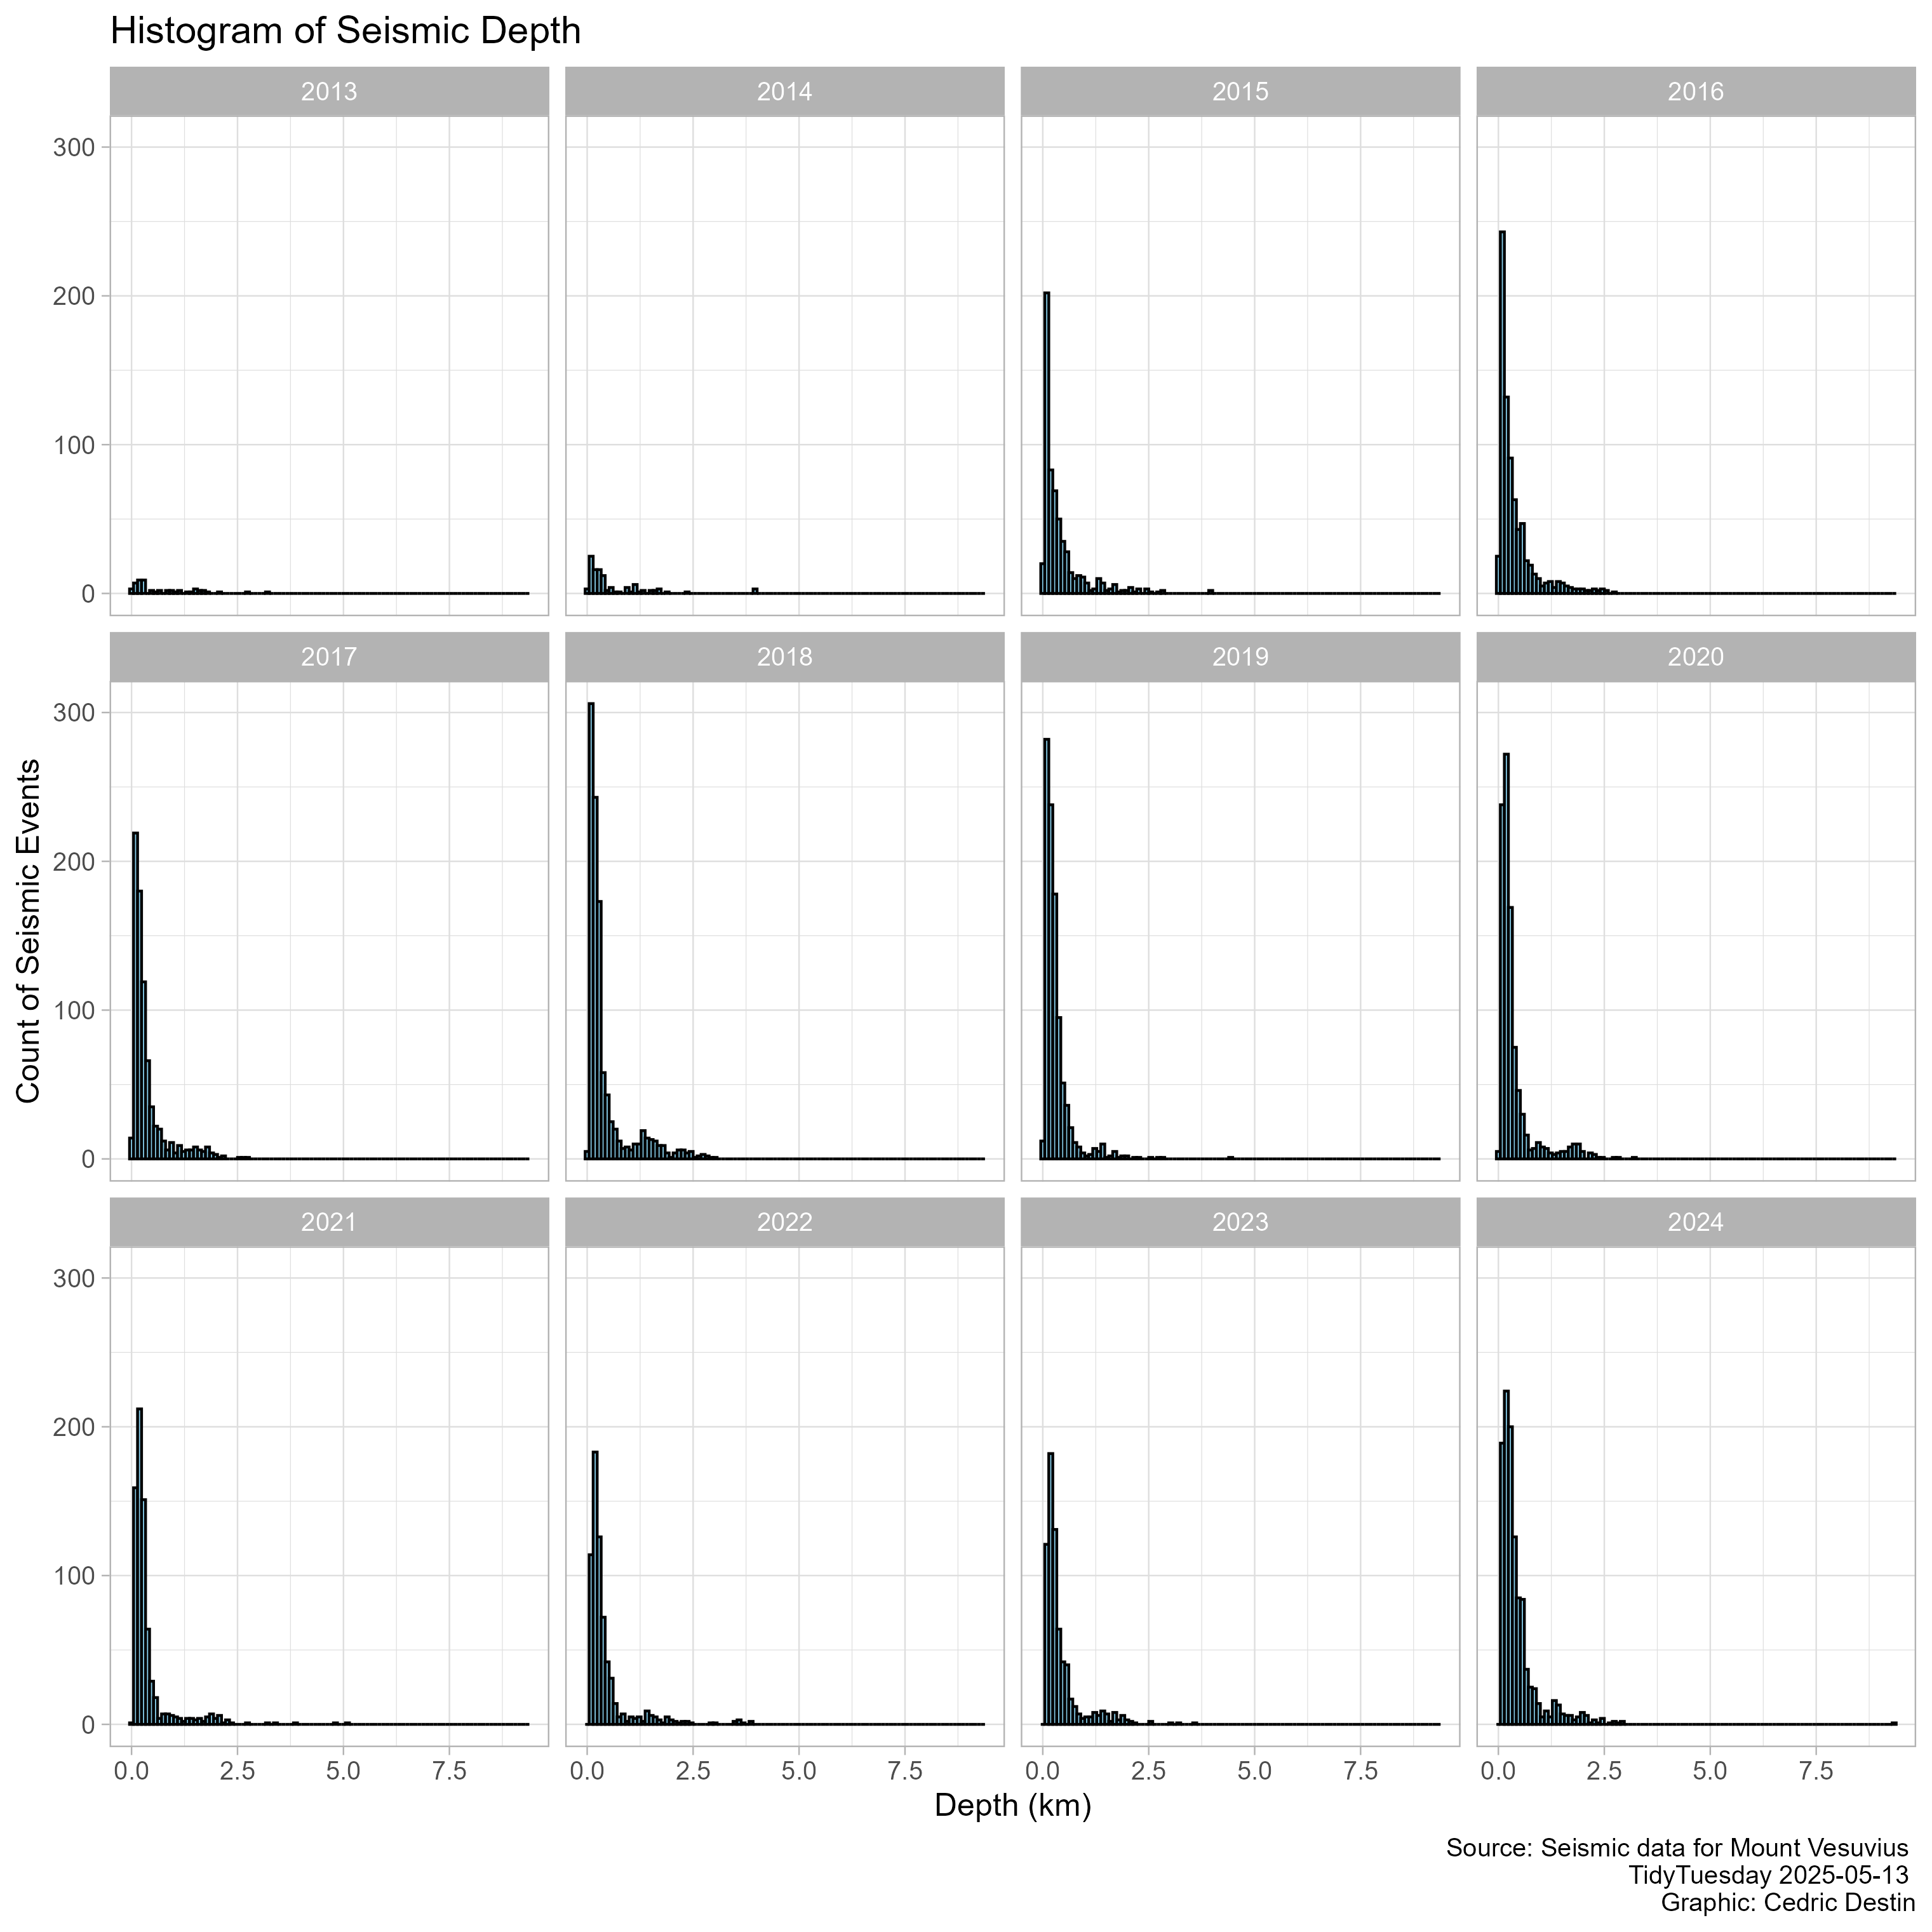 Histogram of Seismic Depth
2013 2014 2015 2016
300
200
100
0
2017 2018 2019 2020
300
200
100
0
2021 2022 2023 2024
300
200
100
0
0.0 2.5 5.0 7.5 0.0 2.5 5.0 7.5 0.0 2.5 5.0 7.5 0.0 2.5 5.0 7.5
Count of Seismic Events
Depth (km)
Source: Seismic data for Mount Vesuvius
TidyTuesday 2025-05-13
Graphic: Cedric Destin